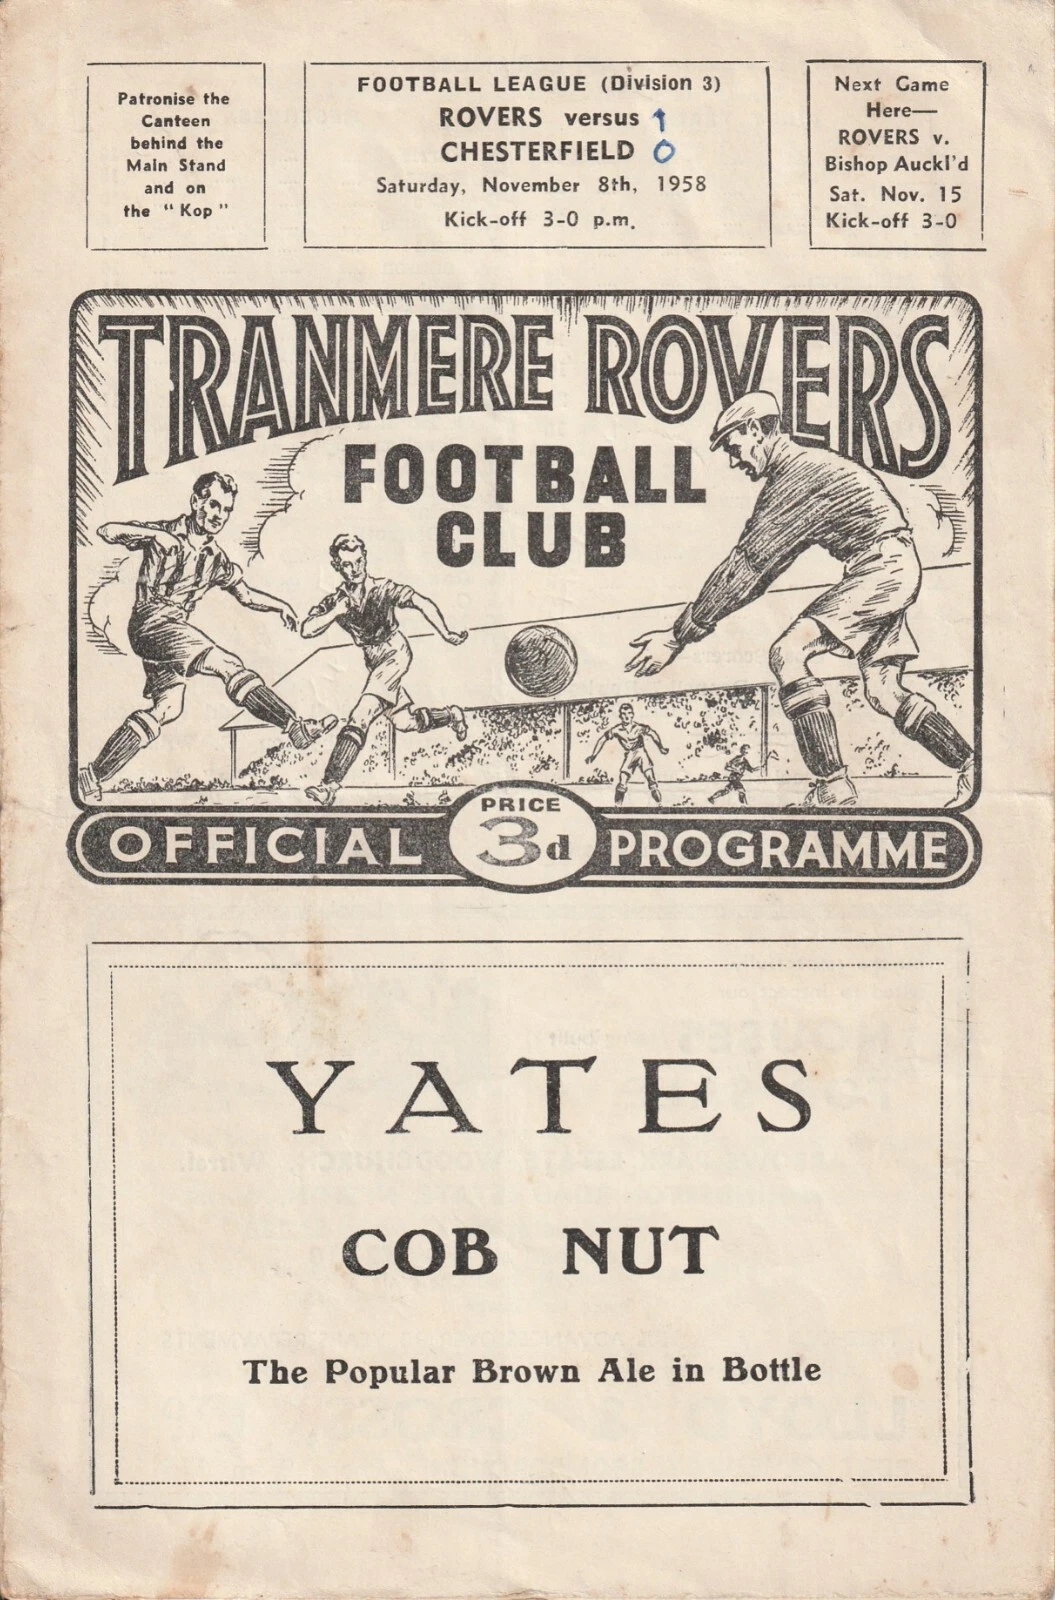 Patronise the
Canteen
behind the
Main Stand
and on
the "Kop"
FOOTBALL LEAGUE (Division 3)
ROVERS versus 1
CHESTERFIELD 0
Saturday, November 8th, 1958
Kick-off 3-0 p.m.
Next Game
Here—
ROVERS v.
Bishop Auckl'd
Sat. Nov. 15
Kick-off 3-0
TRANMERE ROVERS
FOOTBALL
CLUB
PRICE
OFFICIAL 3d PROGRAMME
YATES
COB NUT
The Popular Brown Ale in Bottle